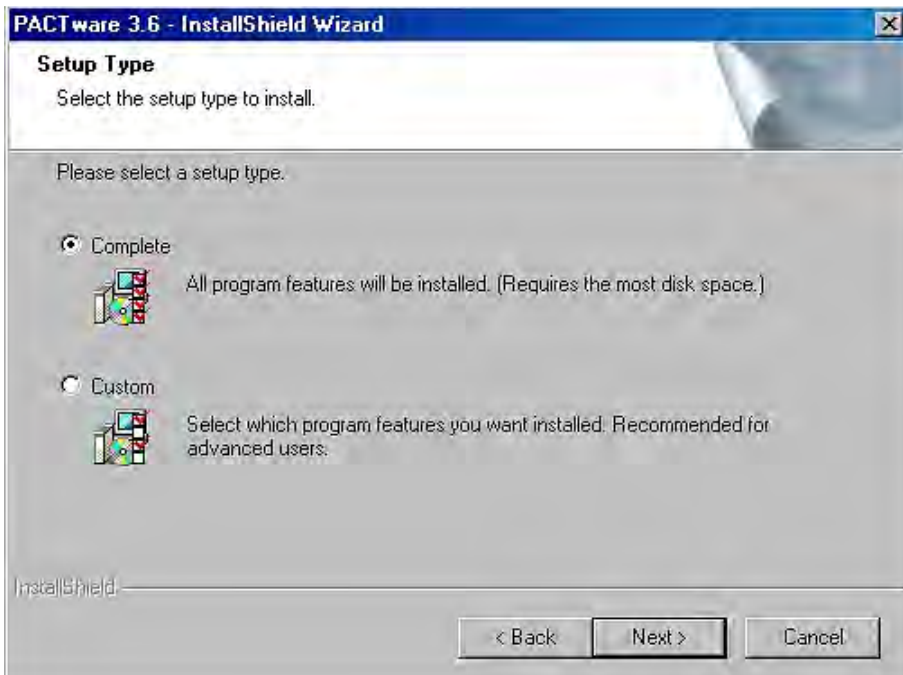 PACTware 3.6 - InstallShield Wizard
Setup Type
Select the setup type to install.
Please select a setup type.
Complete
All program features will be installed. (Requires the most disk space.)
Custom
Select which program features you want installed. Recommended for
advanced users.
InstallShield
< Back
Next >
Cancel